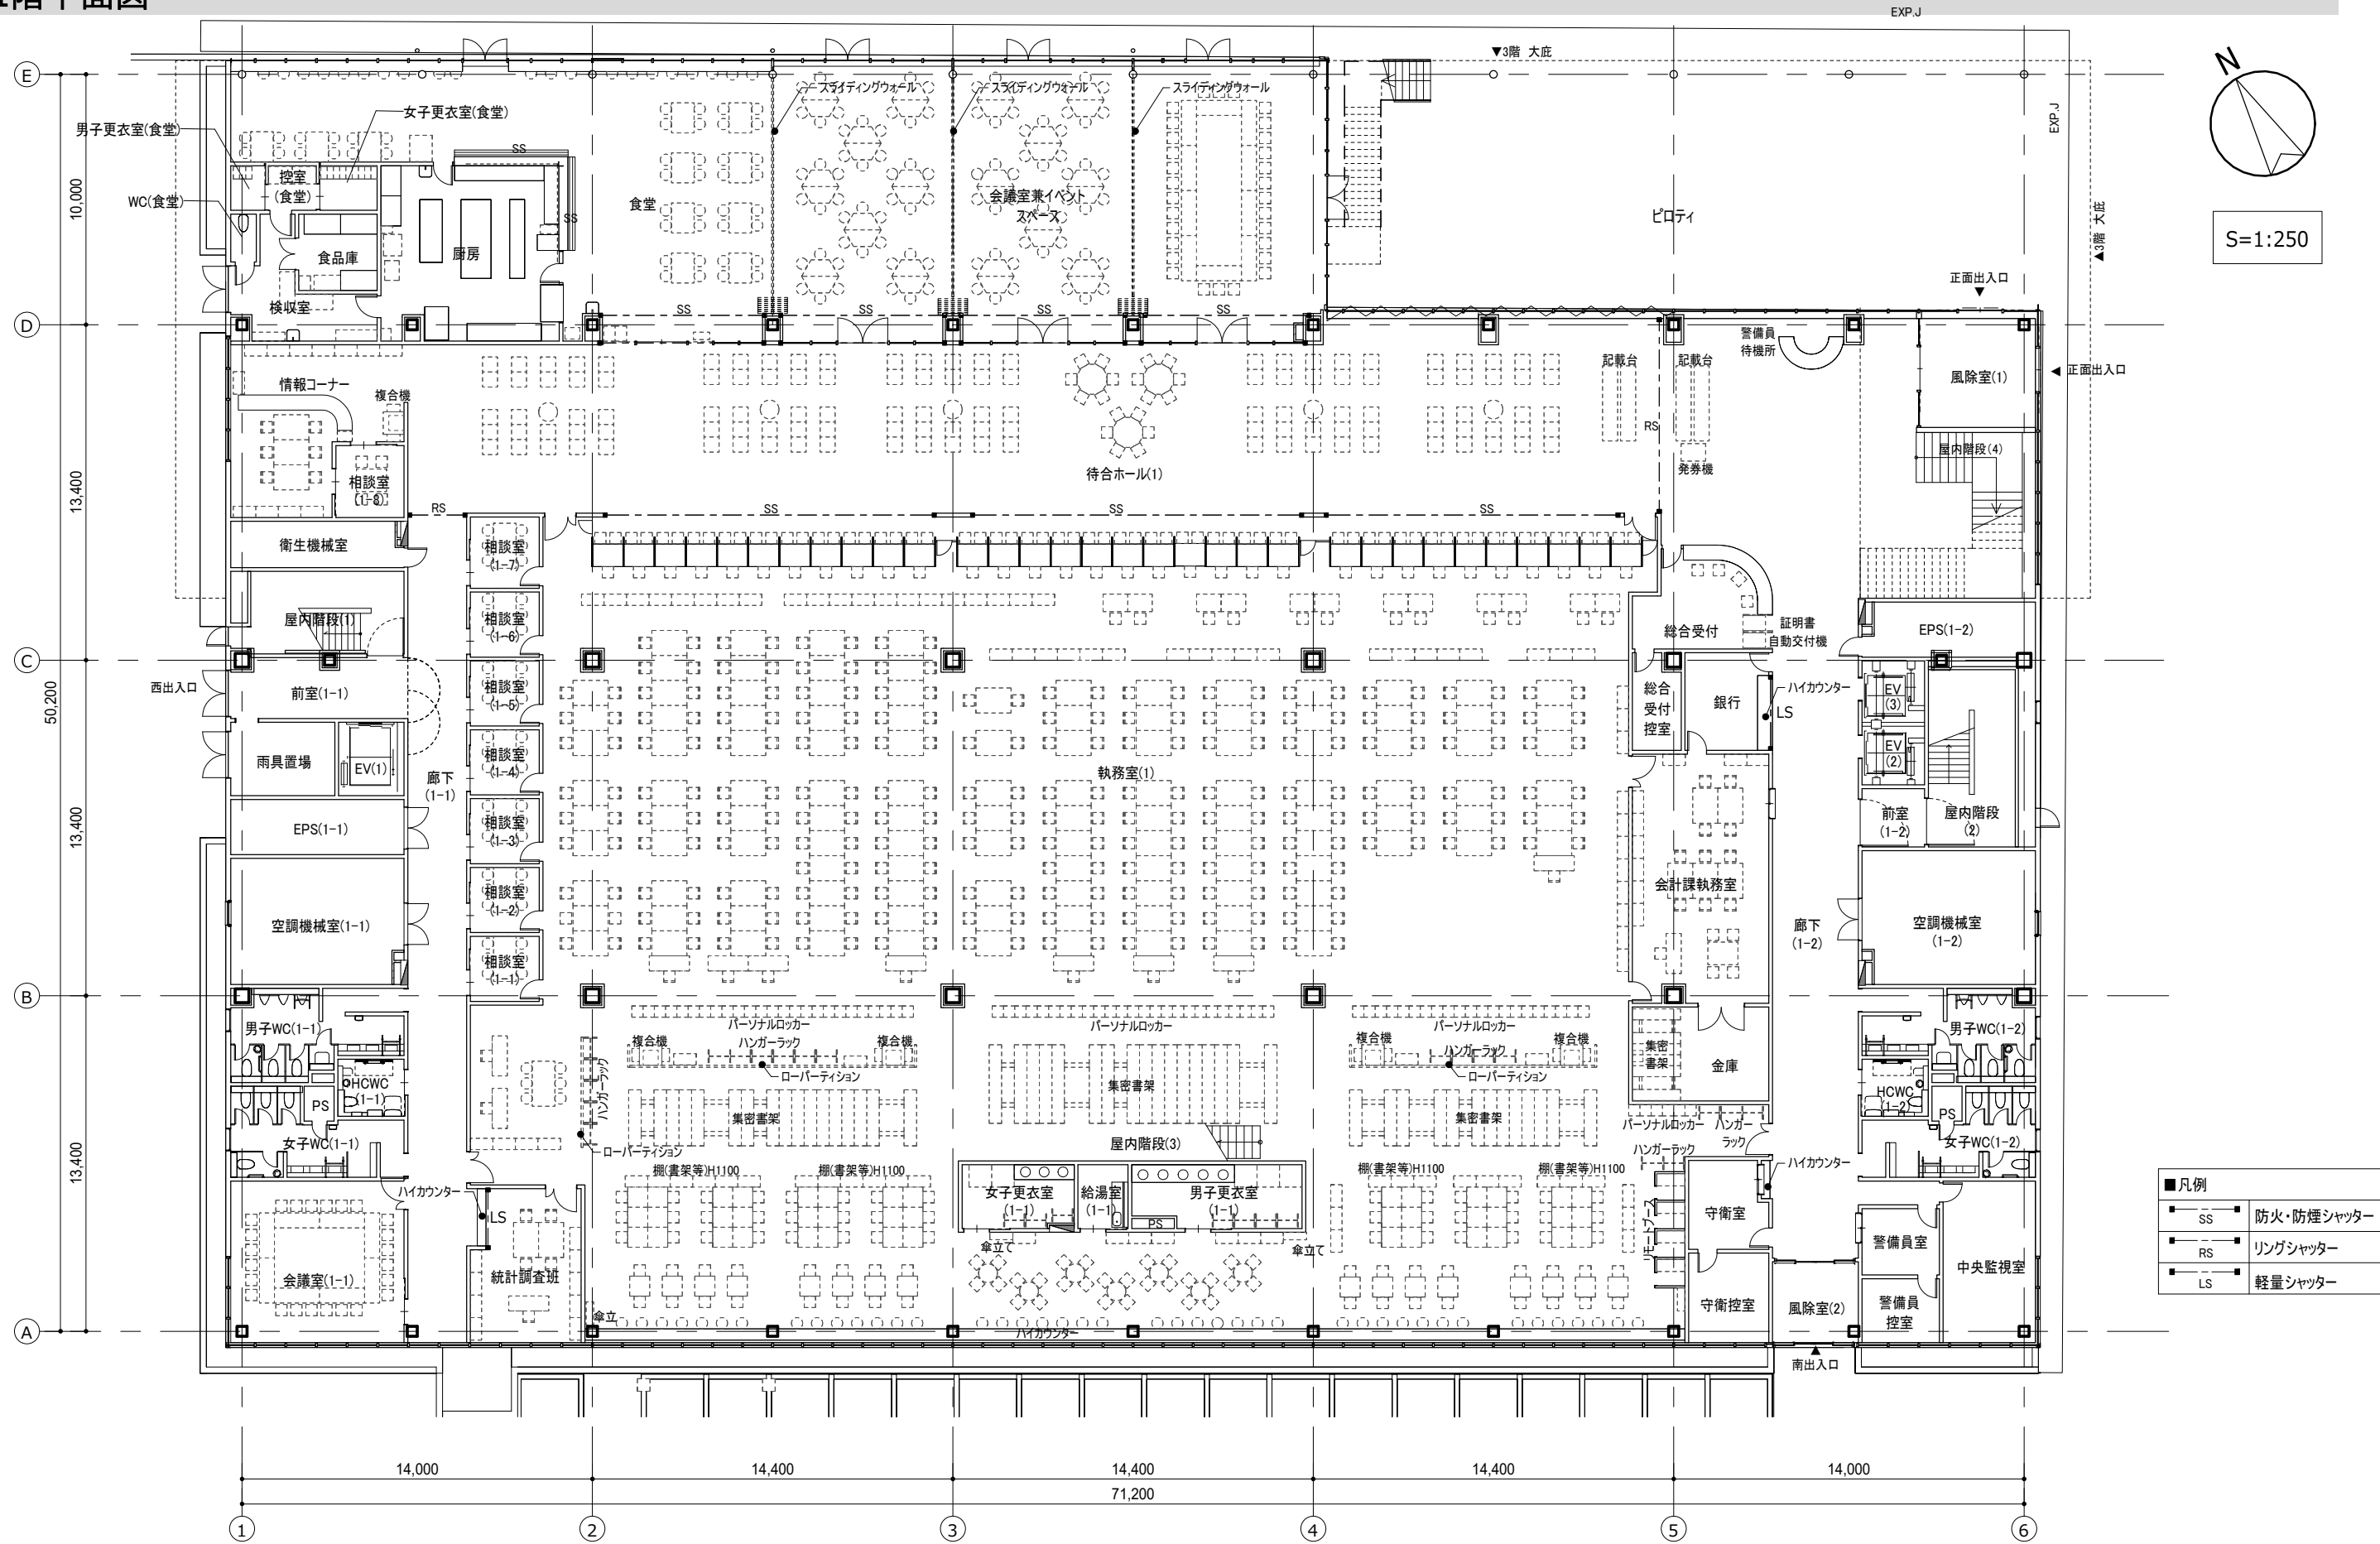 1階平面図
EXP.J
▼3階 大庇
E
N
スライディングウォール
スライディングウォール
スライディングウォール
女子更衣室(食堂)
男子更衣室(食堂)
EXP.J
SS
控室
(食堂)
10,000
WC(食堂)
食堂
会議室兼イベント
スペース
ピロティ
▲3階 大庇
S=1:250
SS
食品庫
厨房
正面出入口
▼
検収室
SS
SS
SS
SS
D
警備員
待機所
記載台
記載台
風除室(1)
◀ 正面出入口
情報コーナー
複合機
RS
屋内階段(4)
発券機
待合ホール(1)
相談室
(1-8)
13,400
RS
SS
SS
SS
衛生機械室
相談室
(1-7)
屋内階段(1)
相談室
(1-6)
総合受付
証明書
自動交付機
EPS(1-2)
C
西出入口
前室(1-1)
相談室
(1-5)
総合
受付
控室
銀行
ハイカウンター
LS
EV
(3)
50,200
雨具置場
EV(1)
廊下
(1-1)
相談室
(1-4)
執務室(1)
EV
(2)
13,400
EPS(1-1)
相談室
(1-3)
前室
(1-2)
屋内階段
(2)
相談室
(1-2)
会計課執務室
空調機械室(1-1)
廊下
(1-2)
空調機械室
(1-2)
相談室
(1-1)
B
男子WC(1-1)
パーソナルロッカー
パーソナルロッカー
パーソナルロッカー
男子WC(1-2)
複合機
ハンガーラック
複合機
複合機
ハンガーラック
複合機
集密
書架
金庫
ローパーティション
ローパーティション
HCWC
(1-1)
PS
ハンガーラック
集密書架
集密書架
集密書架
HCWC
(1-2)
PS
パーソナルロッカー
ハンガー
ラック
女子WC(1-1)
ローパーティション
屋内階段(3)
ハンガーラック
女子WC(1-2)
13,400
棚(書架等)H1100
棚(書架等)H1100
棚(書架等)H1100
棚(書架等)H1100
ハイカウンター
ハイカウンター
LS
女子更衣室
(1-1)
給湯室
(1-1)
男子更衣室
(1-1)
PS
リモートブース
守衛室
警備員室
傘立て
傘立て
会議室(1-1)
統計調査班
中央監視室
傘立
守衛控室
風除室(2)
警備員
控室
A
ハイカウンター
▲
南出入口
■凡例
SS 防火・防煙シャッター
RS リングシャッター
LS 軽量シャッター
14,000
14,400
14,400
14,400
14,000
71,200
1
2
3
4
5
6